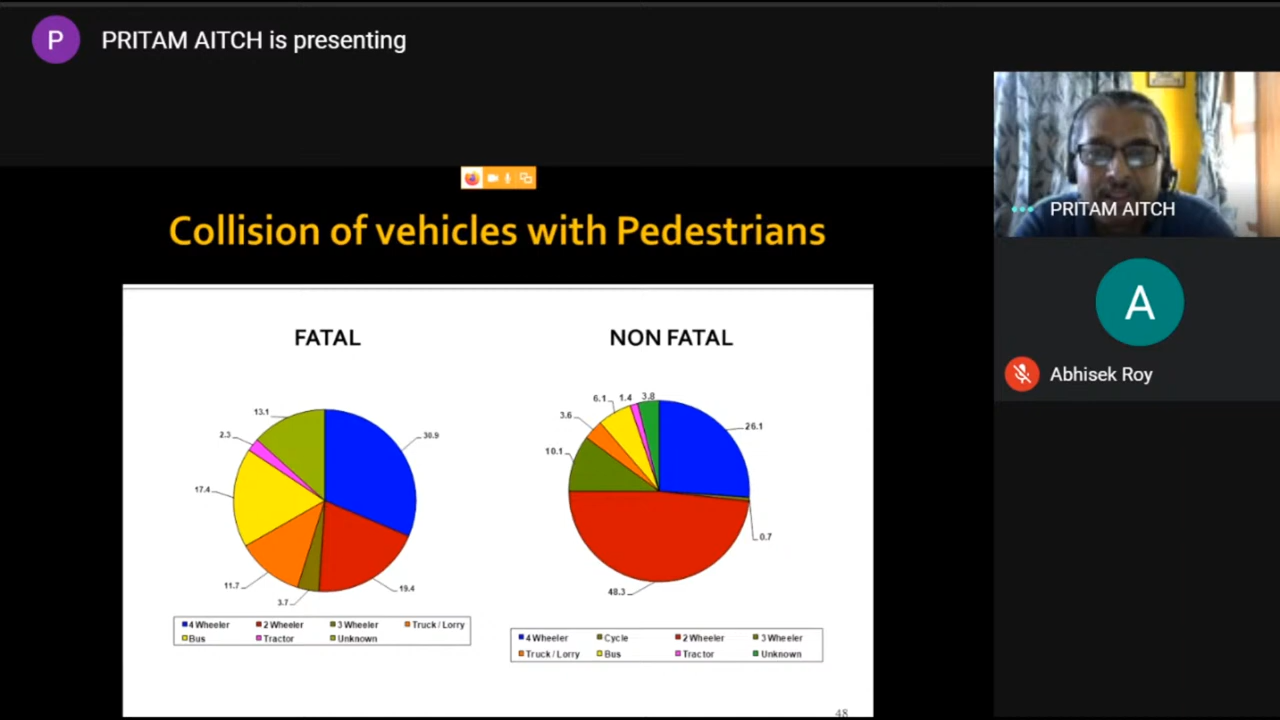 P
PRITAM AITCH is presenting
PRITAM AITCH
A
Abhisek Roy
Collision of vehicles with Pedestrians
FATAL
13.1
30.9
2.3
17.4
11.7
3.7
19.4
4 Wheeler 2 Wheeler 3 Wheeler Truck / Lorry
Bus Tractor Unknown
NON FATAL
6.1 1.4 3.8
3.6
26.1
10.1
0.7
48.3
4 Wheeler Cycle 2 Wheeler 3 Wheeler
Truck / Lorry Bus Tractor Unknown
48